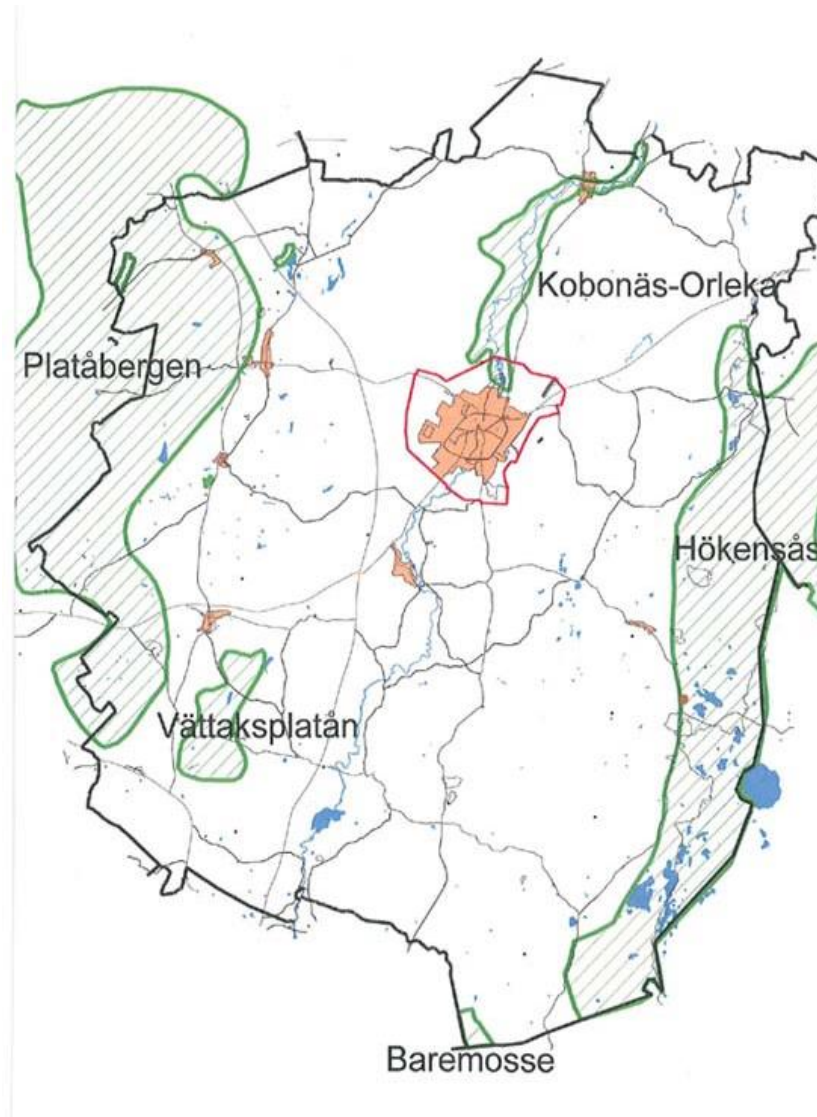 Kobonäs-Orleka
Platåbergen
Hökensås
Vättaksplatån
Baremosse